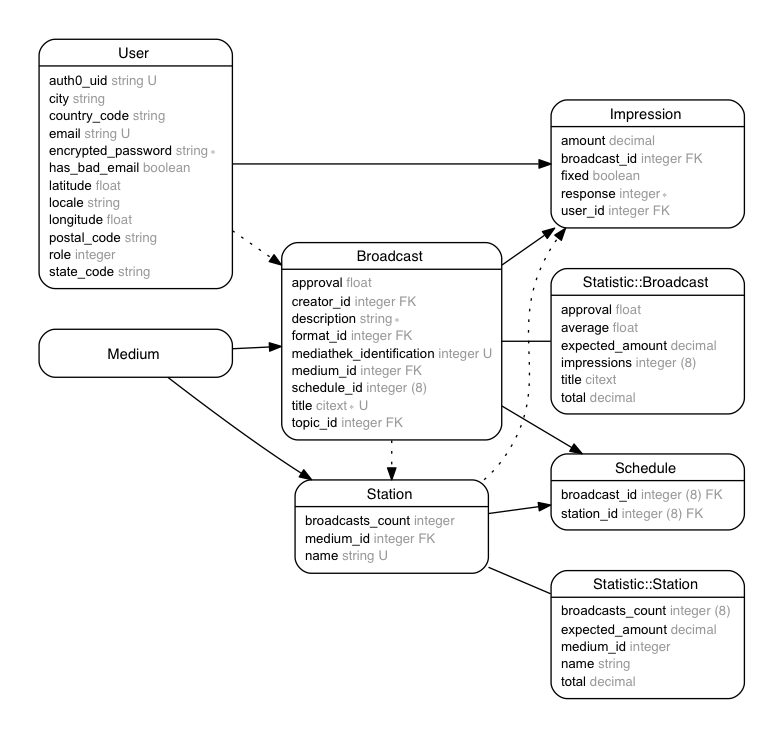 User
auth0_uid string U
city string
country_code string
email string U
encrypted_password string *
has_bad_email boolean
latitude float
locale string
longitude float
postal_code string
role integer
state_code string
Medium
Broadcast
approval float
creator_id integer FK
description string *
format_id integer FK
mediathek_identification integer U
medium_id integer FK
schedule_id integer (8)
title citext * U
topic_id integer FK
Station
broadcasts_count integer
medium_id integer FK
name string U
Impression
amount decimal
broadcast_id integer FK
fixed boolean
response integer *
user_id integer FK
Statistic::Broadcast
approval float
average float
expected_amount decimal
impressions integer (8)
title citext
total decimal
Schedule
broadcast_id integer (8) FK
station_id integer (8) FK
Statistic::Station
broadcasts_count integer (8)
expected_amount decimal
medium_id integer
name string
total decimal